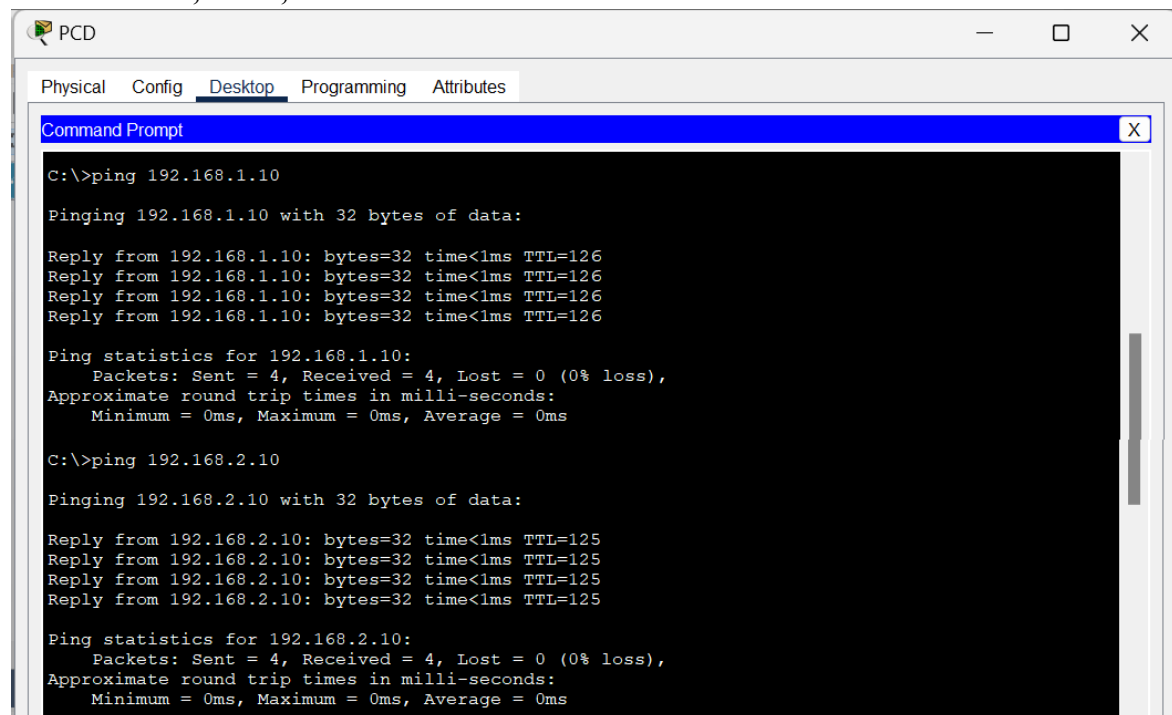 PCD
Physical Config Desktop Programming Attributes
Command Prompt
X
C:\>ping 192.168.1.10
Pinging 192.168.1.10 with 32 bytes of data:
Reply from 192.168.1.10: bytes=32 time<1ms TTL=126
Reply from 192.168.1.10: bytes=32 time<1ms TTL=126
Reply from 192.168.1.10: bytes=32 time<1ms TTL=126
Reply from 192.168.1.10: bytes=32 time<1ms TTL=126
Ping statistics for 192.168.1.10:
Packets: Sent = 4, Received = 4, Lost = 0 (0% loss),
Approximate round trip times in milli-seconds:
Minimum = 0ms, Maximum = 0ms, Average = 0ms
C:\>ping 192.168.2.10
Pinging 192.168.2.10 with 32 bytes of data:
Reply from 192.168.2.10: bytes=32 time<1ms TTL=125
Reply from 192.168.2.10: bytes=32 time<1ms TTL=125
Reply from 192.168.2.10: bytes=32 time<1ms TTL=125
Reply from 192.168.2.10: bytes=32 time<1ms TTL=125
Ping statistics for 192.168.2.10:
Packets: Sent = 4, Received = 4, Lost = 0 (0% loss),
Approximate round trip times in milli-seconds:
Minimum = 0ms, Maximum = 0ms, Average = 0ms